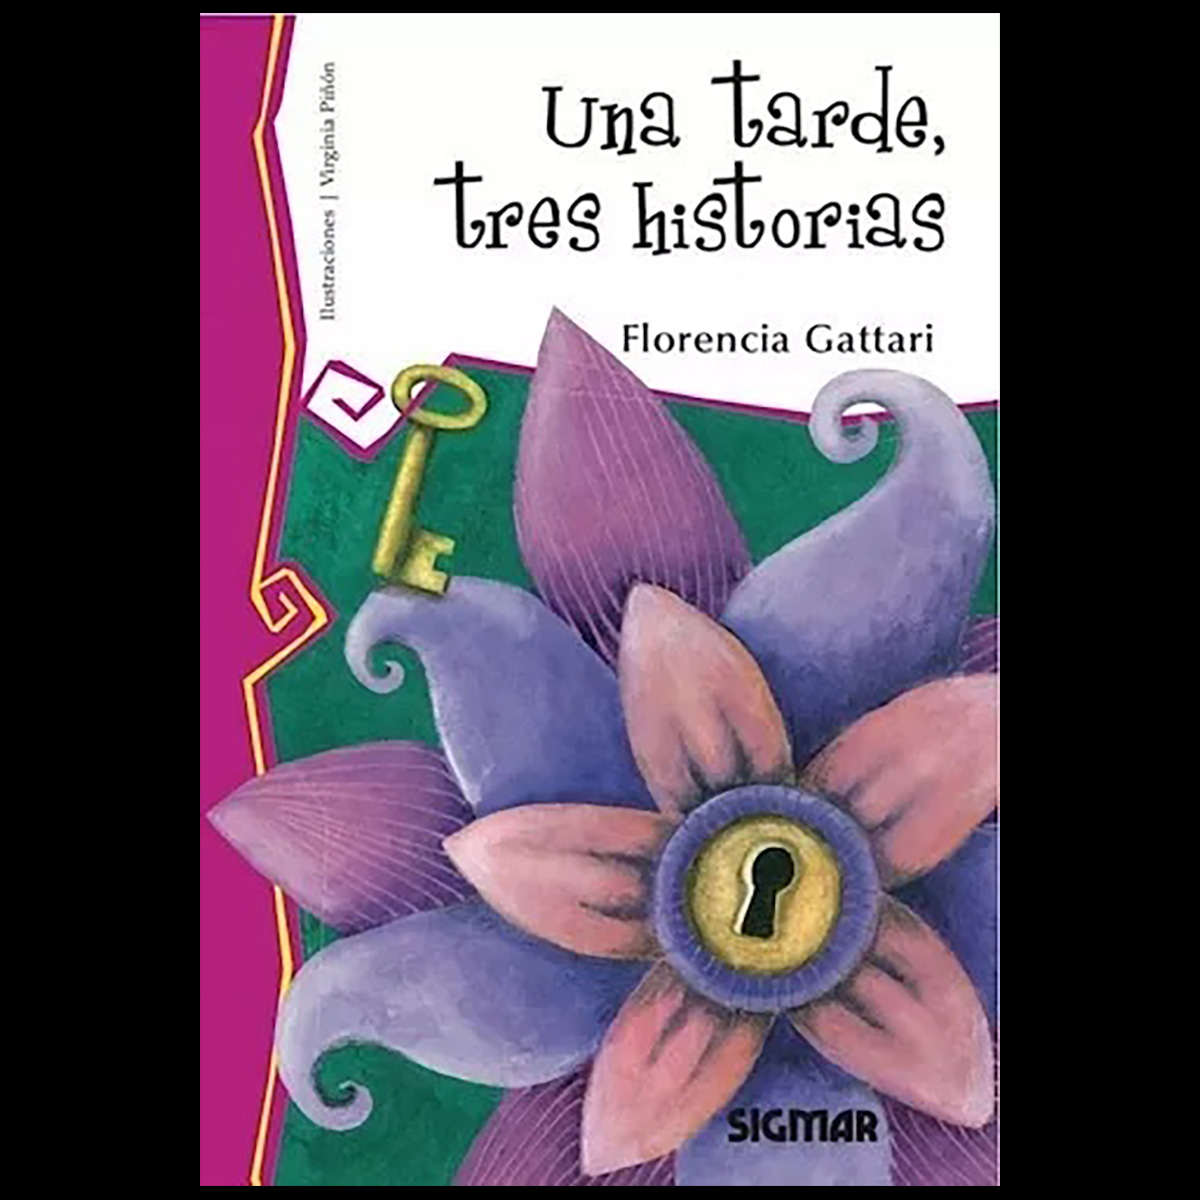 Una tarde,
tres historias
Florencia Gattari
Ilustraciones | Virginia Piñón
SIGMAR